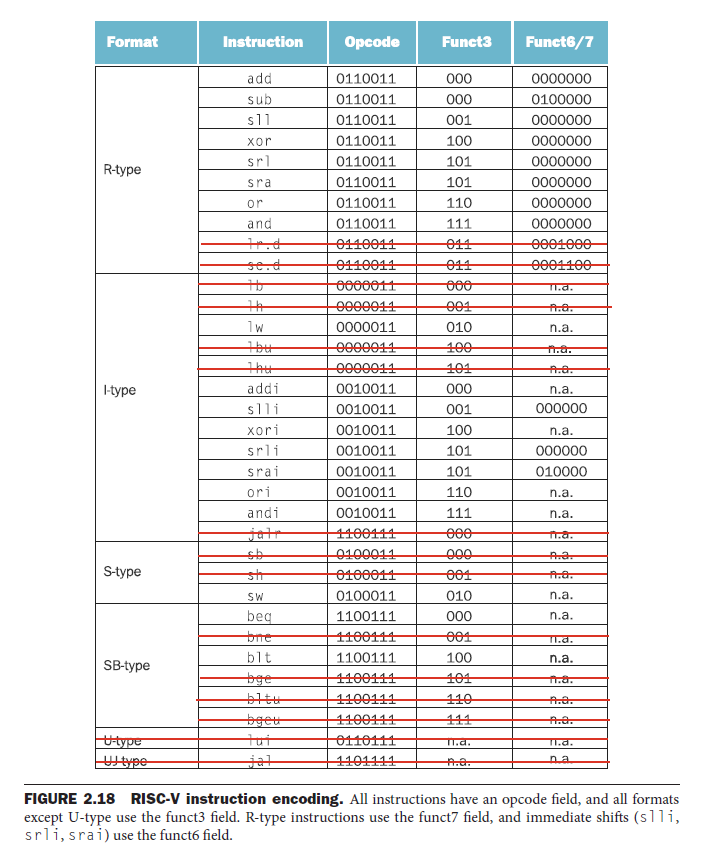 Format Instruction Opcode Funct3 Funct6/7
R-type
add 0110011 000 0000000
sub 0110011 000 0100000
sll 0110011 001 0000000
xor 0110011 100 0000000
srl 0110011 101 0000000
sra 0110011 101 0000000
or 0110011 110 0000000
and 0110011 111 0000000
lr.d 0110011 011 0001000
sc.d 0110011 011 0001100
I-type
lb 0000011 000 n.a.
lh 0000011 001 n.a.
lw 0000011 010 n.a.
lbu 0000011 100 n.a.
lhu 0000011 101 n.a.
addi 0010011 000 n.a.
slli 0010011 001 000000
xori 0010011 100 n.a.
srli 0010011 101 000000
srai 0010011 101 010000
ori 0010011 110 n.a.
andi 0010011 111 n.a.
jalr 1100111 000 n.a.
S-type
sb 0100011 000 n.a.
sh 0100011 001 n.a.
sw 0100011 010 n.a.
SB-type
beq 1100111 000 n.a.
bne 1100111 001 n.a.
blt 1100111 100 n.a.
bge 1100111 101 n.a.
bltu 1100111 110 n.a.
bgeu 1100111 111 n.a.
U-type lui 0110111 n.a. n.a.
UJ-type jal 1101111 n.a. n.a.
FIGURE 2.18 RISC-V instruction encoding. All instructions have an opcode field, and all formats
except U-type use the funct3 field. R-type instructions use the funct7 field, and immediate shifts (slli,
srli, srai) use the funct6 field.